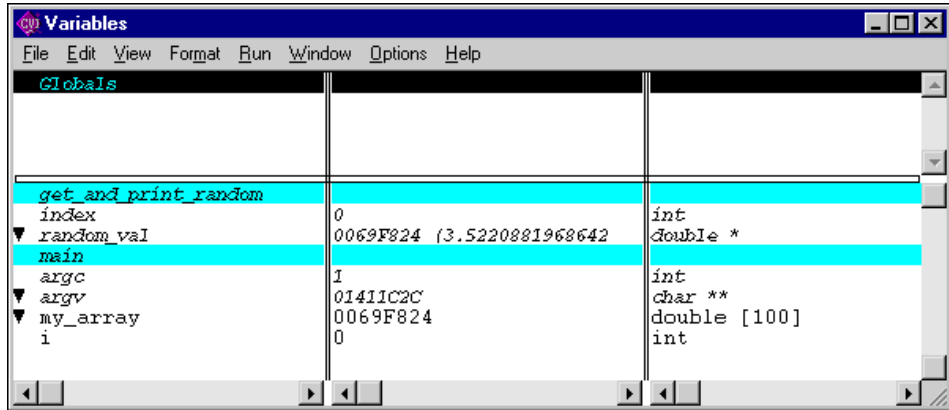 CVI Variables
File Edit View Format Run Window Options Help
Globals
get_and_print_random
index 0 int
random_val 0069F824 (3.5220881968642 double *
main
argc 1 int
argv 01411C2C char **
my_array 0069F824 double [100]
i 0 int